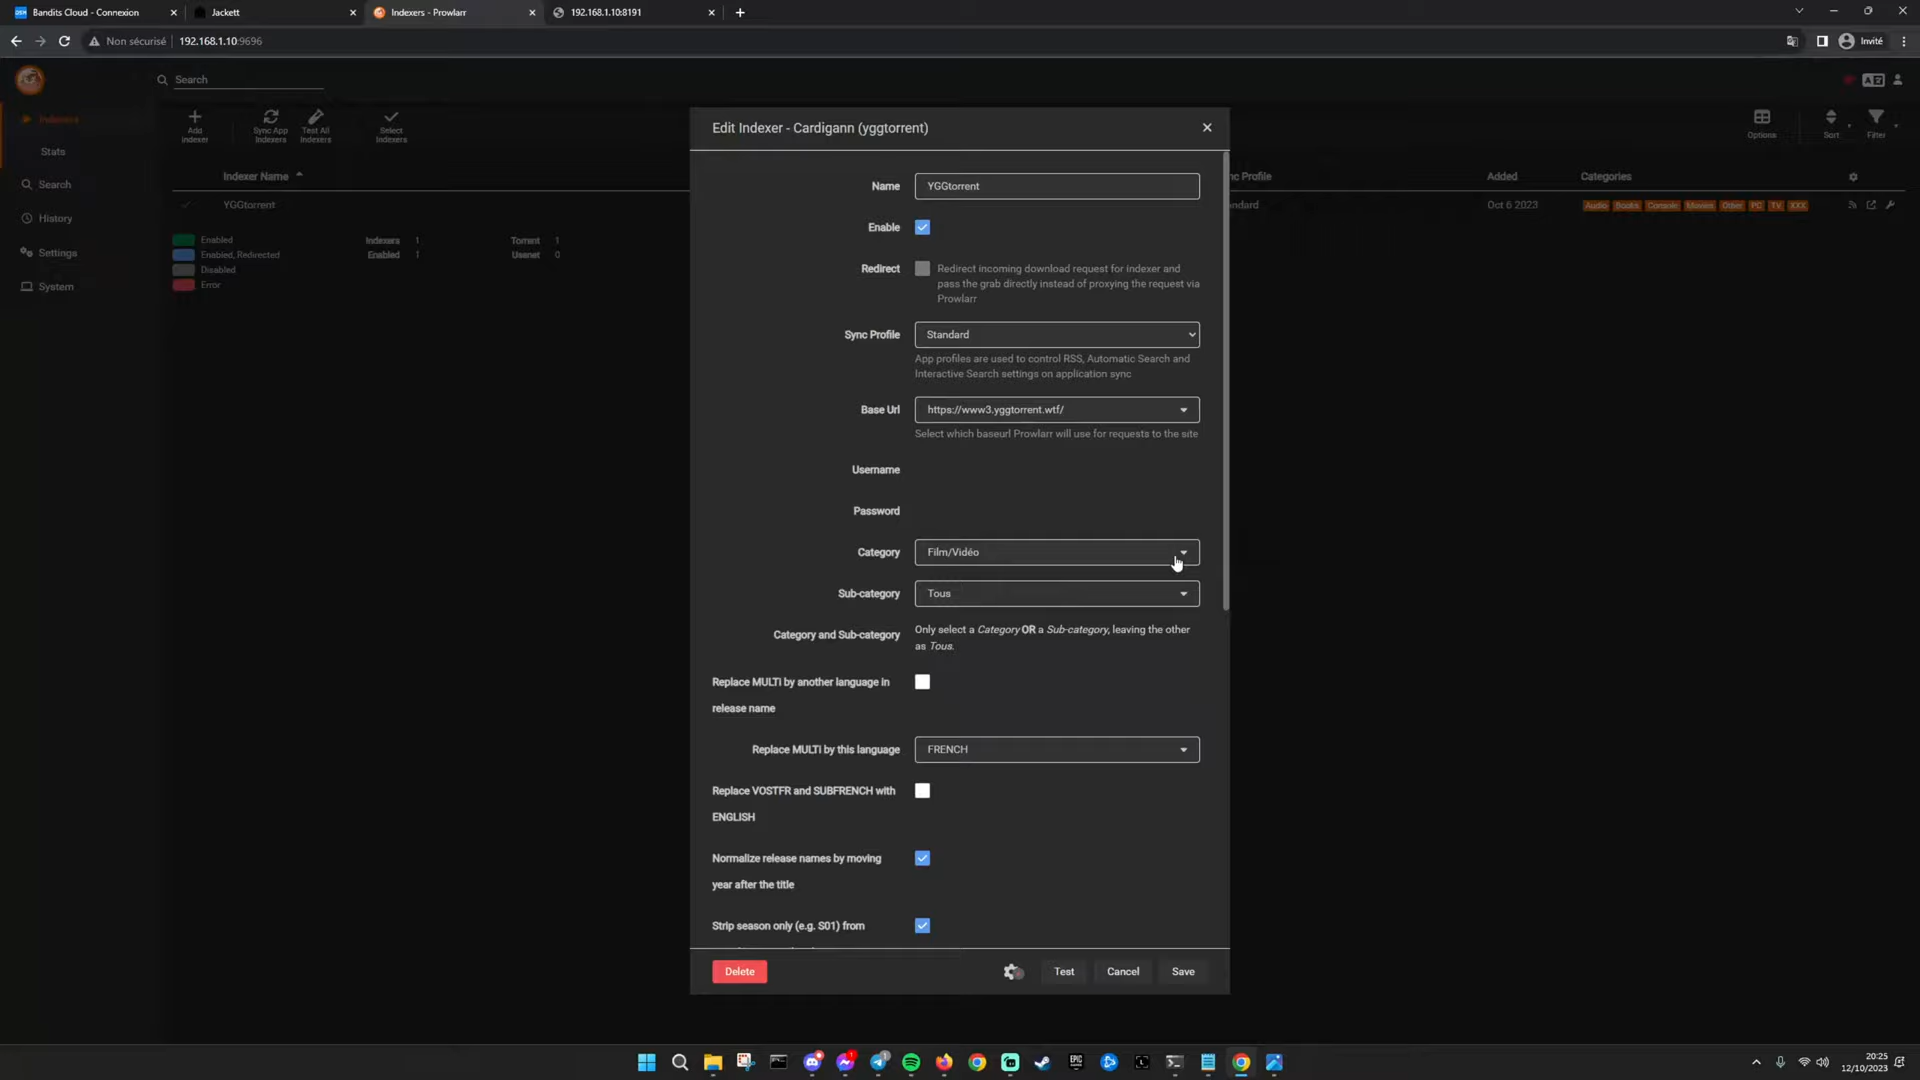 Bandits Cloud - Connexion
Jackett
Indexers - Prowlarr
192.168.1.10:8191
Non sécurisé
192.168.1.10:9696
Invité
Search
Add Indexer
Sync App Indexers
Test All Indexers
Select Indexers
Options
Sort
Filter
Indexers
Stats
Search
History
Settings
System
Indexer Name
Added
Categories
YGGtorrent
Oct 6 2023
Audio Books Console Movies Other PC TV XXX
Enabled
Indexers 1
Torrent 1
Enabled, Redirected
Enabled 1
Usenet 0
Disabled
Error
Edit Indexer - Cardigann (yggtorrent)
Name
YGGtorrent
Enable
Redirect
Redirect incoming download request for indexer and
pass the grab directly instead of proxying the request via
Prowlarr
Sync Profile
Standard
App profiles are used to control RSS, Automatic Search and
Interactive Search settings on application sync
Base Url
https://www3.yggtorrent.wtf/
Select which baseurl Prowlarr will use for requests to the site
Username
Password
Category
Film/Vidéo
Sub-category
Tous
Category and Sub-category
Only select a Category OR a Sub-category, leaving the other
as Tous.
Replace MULTi by another language in
release name
Replace MULTi by this language
FRENCH
Replace VOSTFR and SUBFRENCH with
ENGLISH
Normalize release names by moving
year after the title
Strip season only (e.g. S01) from
Delete
Test
Cancel
Save
20:25
12/10/2023